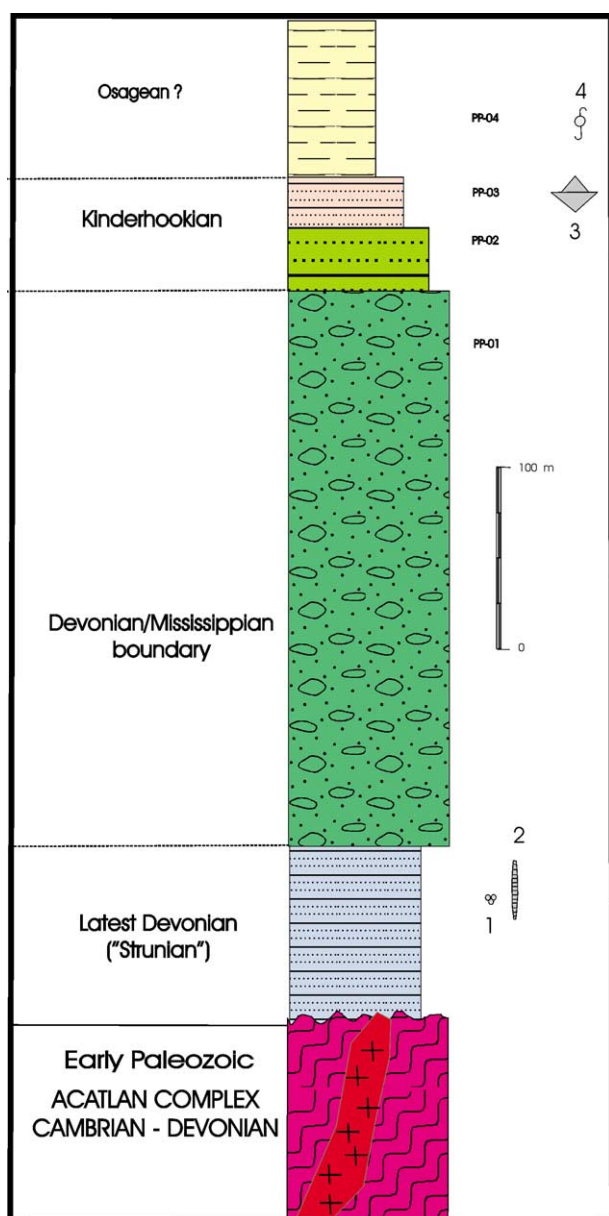 Osagean ?
PP-04
4
Kinderhookian
PP-03
3
PP-02
PP-01
100 m
0
Devonian/Mississippian
boundary
2
1
Latest Devonian
("Strunian")
Early Paleozoic
ACATLAN COMPLEX
CAMBRIAN - DEVONIAN